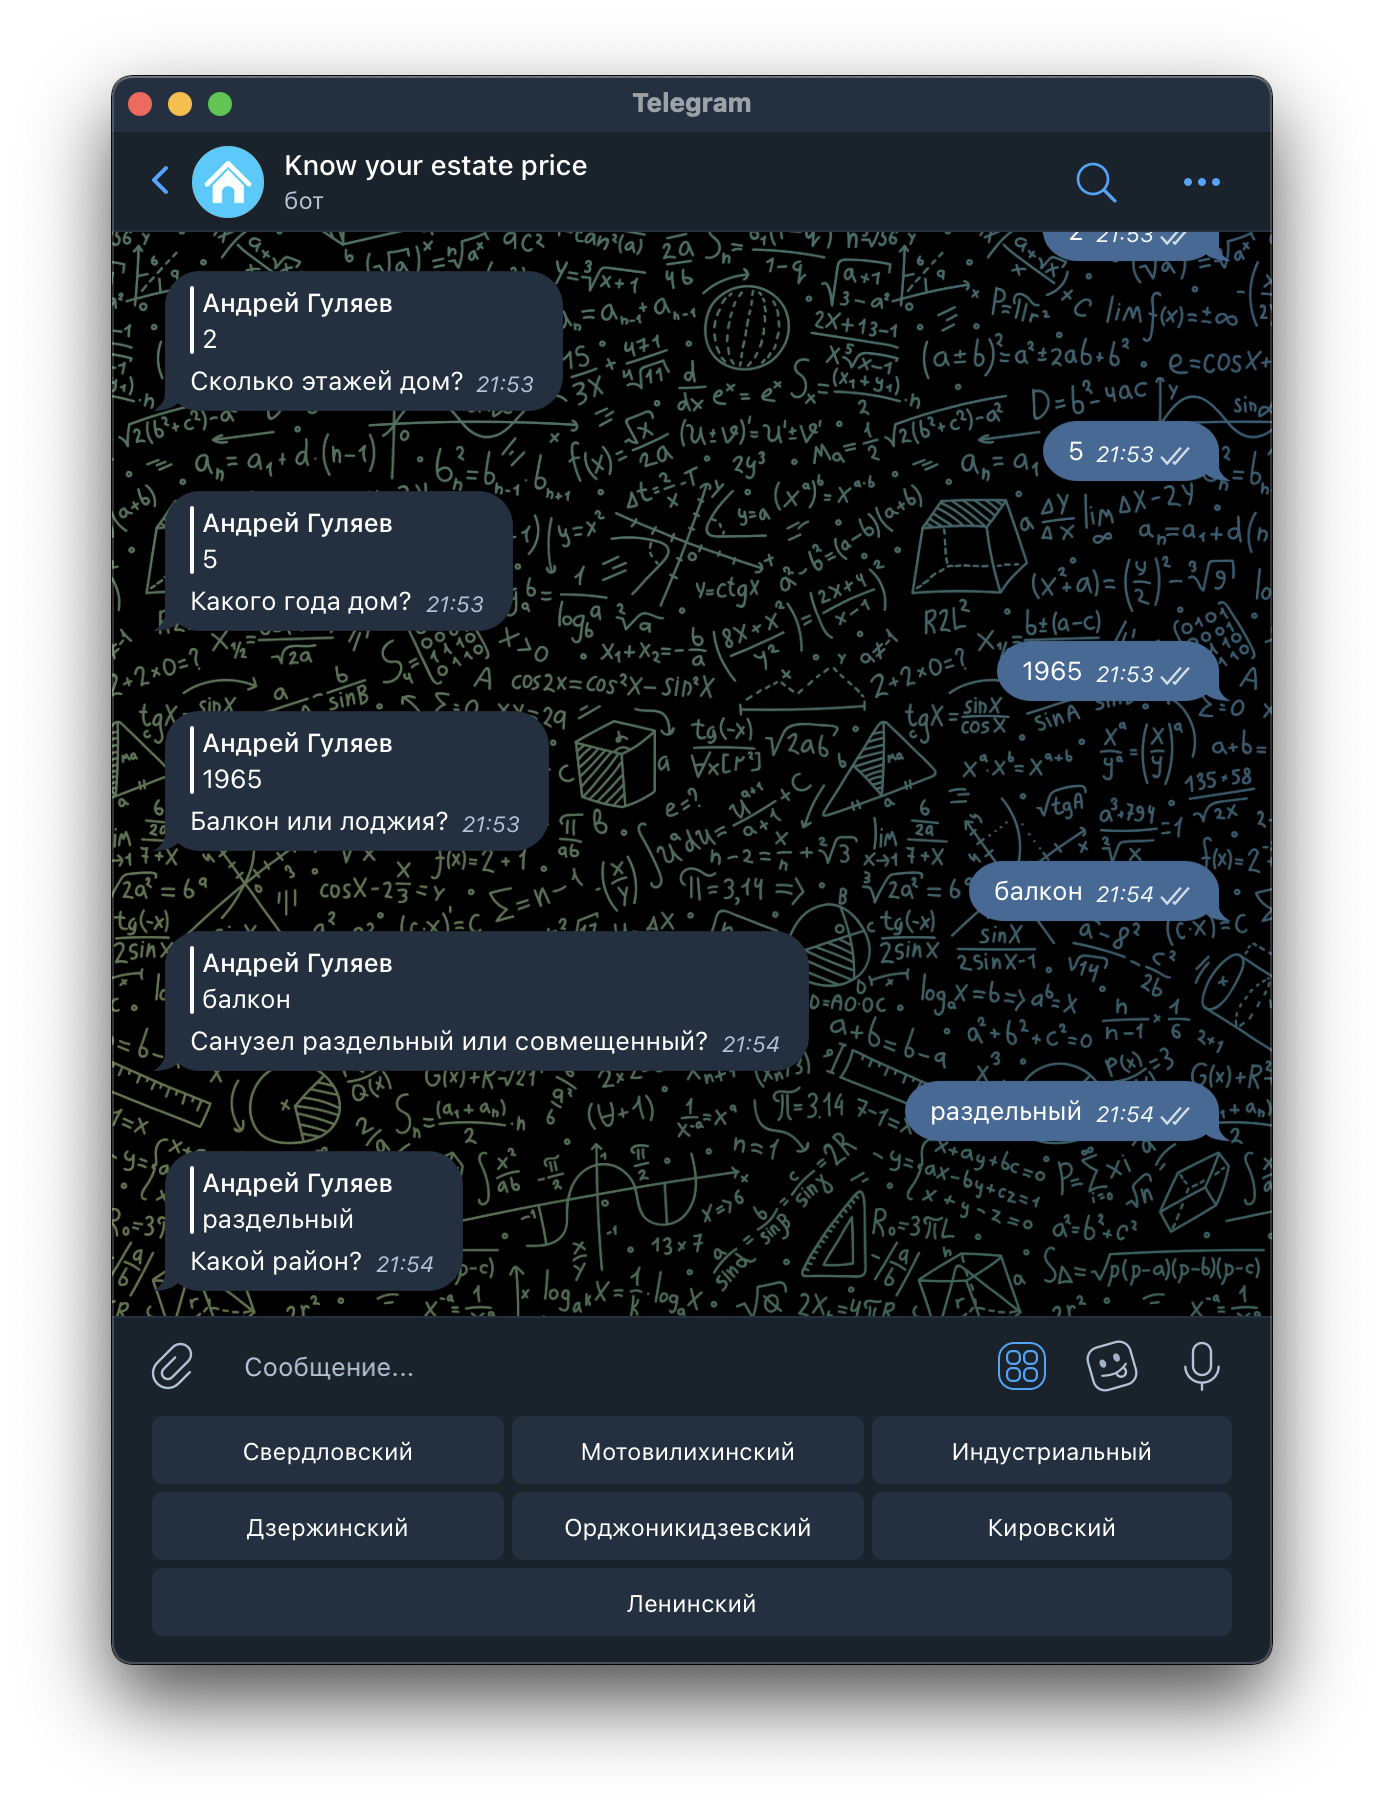 Telegram
Know your estate price
бот
2 21:53
Андрей Гуляев
2
Сколько этажей дом? 21:53
5 21:53
Андрей Гуляев
5
Какого года дом? 21:53
1965 21:53
Андрей Гуляев
1965
Балкон или лоджия? 21:53
балкон 21:54
Андрей Гуляев
балкон
Санузел раздельный или совмещенный? 21:54
раздельный 21:54
Андрей Гуляев
раздельный
Какой район? 21:54
Сообщение...
Свердловский Мотовилихинский Индустриальный
Дзержинский Орджоникидзевский Кировский
Ленинский